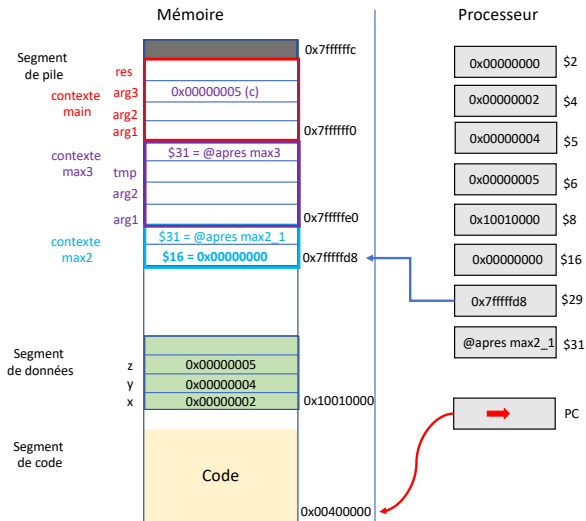 Mémoire
Processeur
0x7ffffffc
Segment
de pile
res
contexte
main
arg3
0x00000005 (c)
arg2
arg1
0x7ffffff0
contexte
max3
$31 = @apres max3
tmp
arg2
arg1
0x7fffffe0
contexte
max2
$31 = @apres max2_1
$16 = 0x00000000
0x7fffffd8
Segment
de données
z
0x00000005
y
0x00000004
x
0x00000002
0x10010000
Segment
de code
Code
0x00400000
0x00000000 $2
0x00000002 $4
0x00000004 $5
0x00000005 $6
0x10010000 $8
0x00000000 $16
0x7fffffd8 $29
@apres max2_1 $31
PC